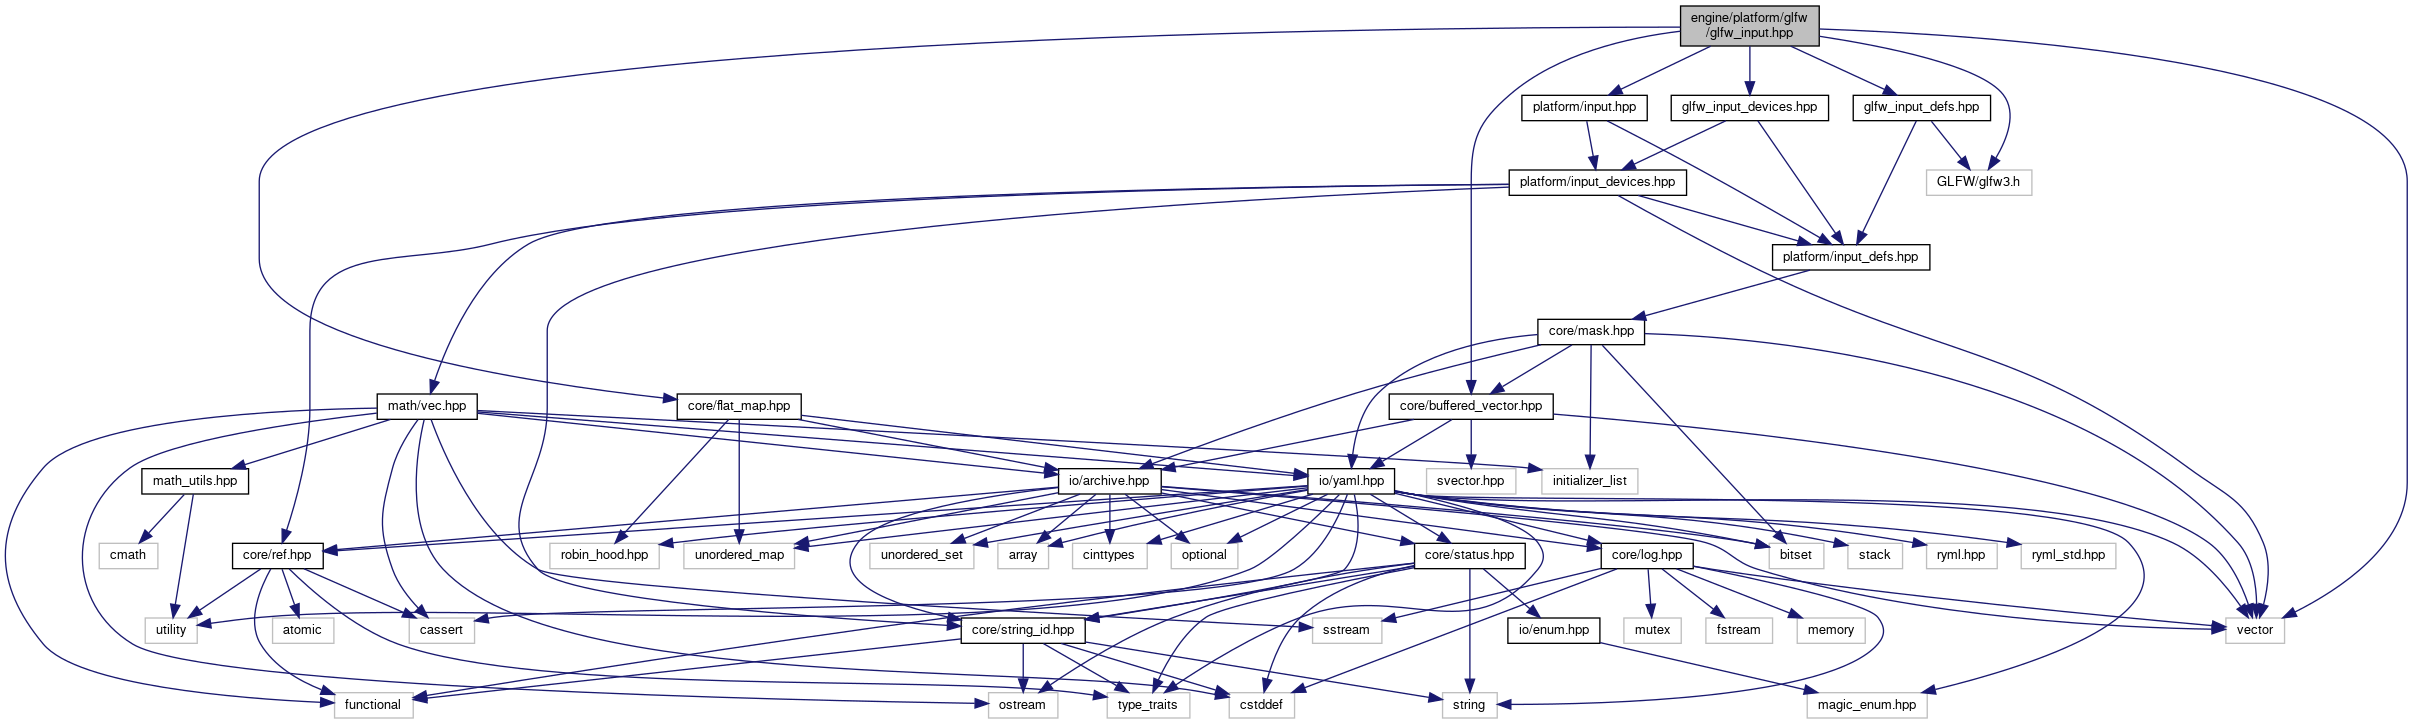 engine/platform/glfw
/glfw_input.hpp
platform/input.hpp
glfw_input_devices.hpp
glfw_input_defs.hpp
platform/input_devices.hpp
GLFW/glfw3.h
platform/input_defs.hpp
core/mask.hpp
math/vec.hpp
core/flat_map.hpp
core/buffered_vector.hpp
math_utils.hpp
io/archive.hpp
io/yaml.hpp
svector.hpp
initializer_list
cmath
core/ref.hpp
robin_hood.hpp
unordered_map
unordered_set
array
cinttypes
optional
core/status.hpp
core/log.hpp
bitset
stack
ryml.hpp
ryml_std.hpp
utility
atomic
cassert
core/string_id.hpp
sstream
io/enum.hpp
mutex
fstream
memory
vector
functional
ostream
type_traits
cstddef
string
magic_enum.hpp